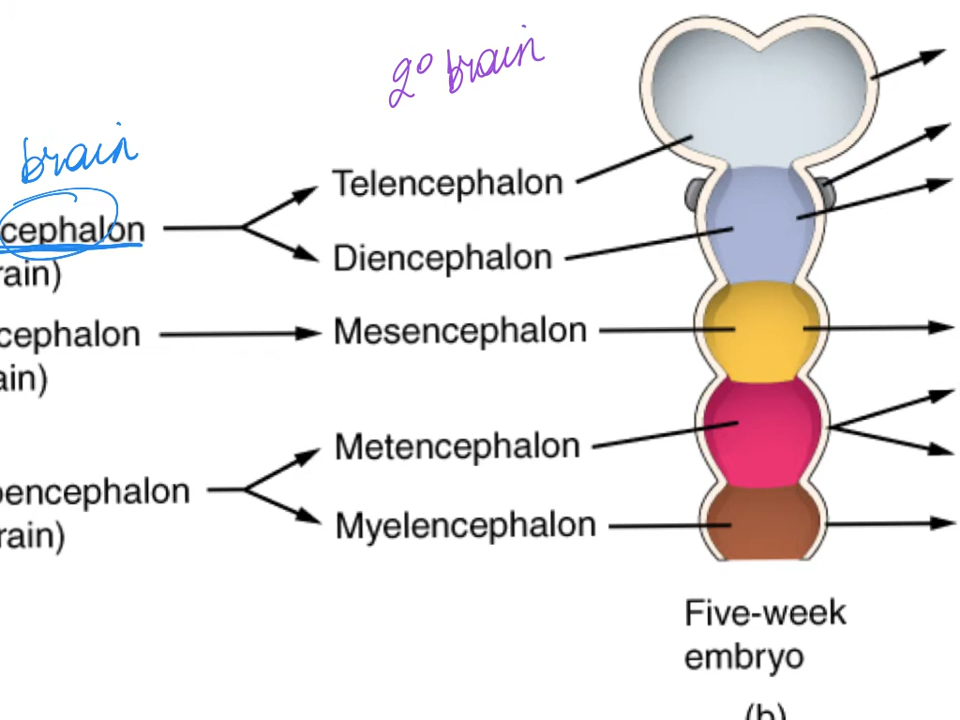 2° brain
brain
cephalon
rain)
Telencephalon
Diencephalon
cephalon
ain)
Mesencephalon
encephalon
rain)
Metencephalon
Myelencephalon
Five-week
embryo
(b)